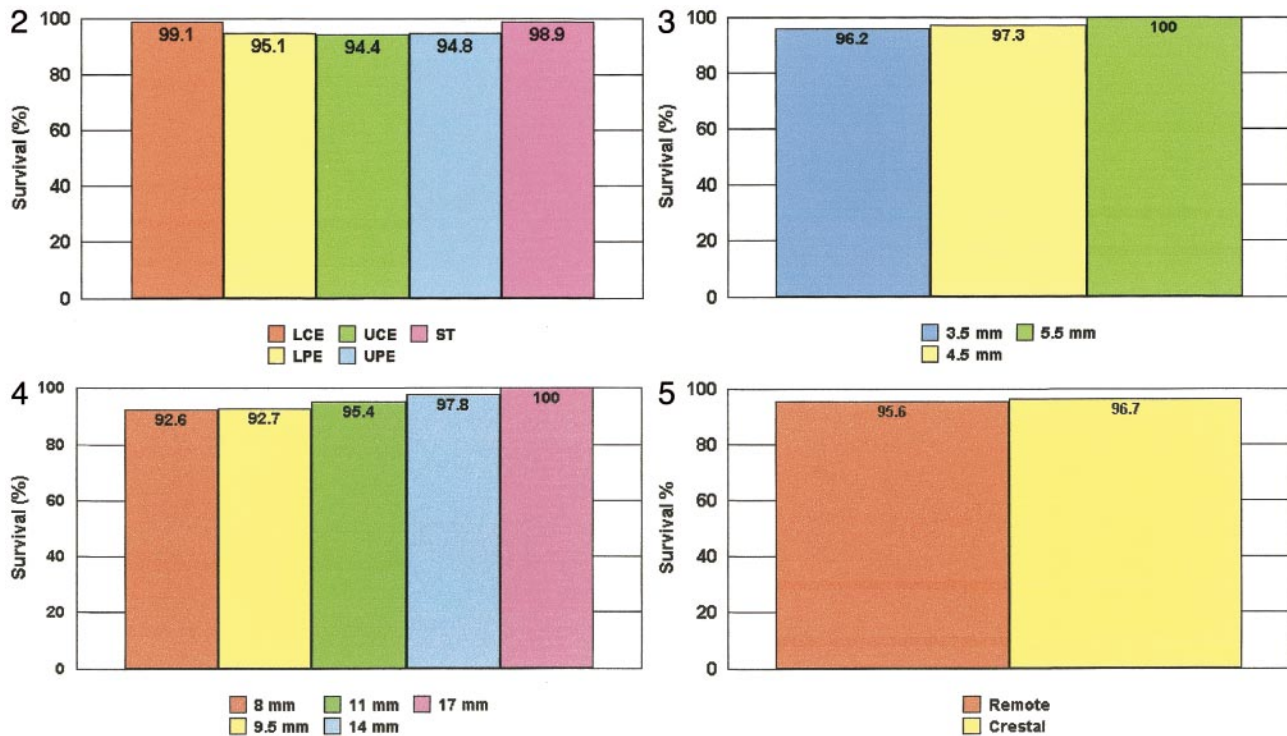 2
Survival (%)
100
80
60
40
20
0
99.1 95.1 94.4 94.8 98.9
LCE UCE ST
LPE UPE
3
Survival (%)
100
80
60
40
20
0
96.2 97.3 100
3.5 mm 5.5 mm
4.5 mm
4
Survival (%)
100
80
60
40
20
0
92.6 92.7 95.4 97.8 100
8 mm 11 mm 17 mm
9.5 mm 14 mm
5
Survival %
100
80
60
40
20
0
95.6 96.7
Remote
Crestal